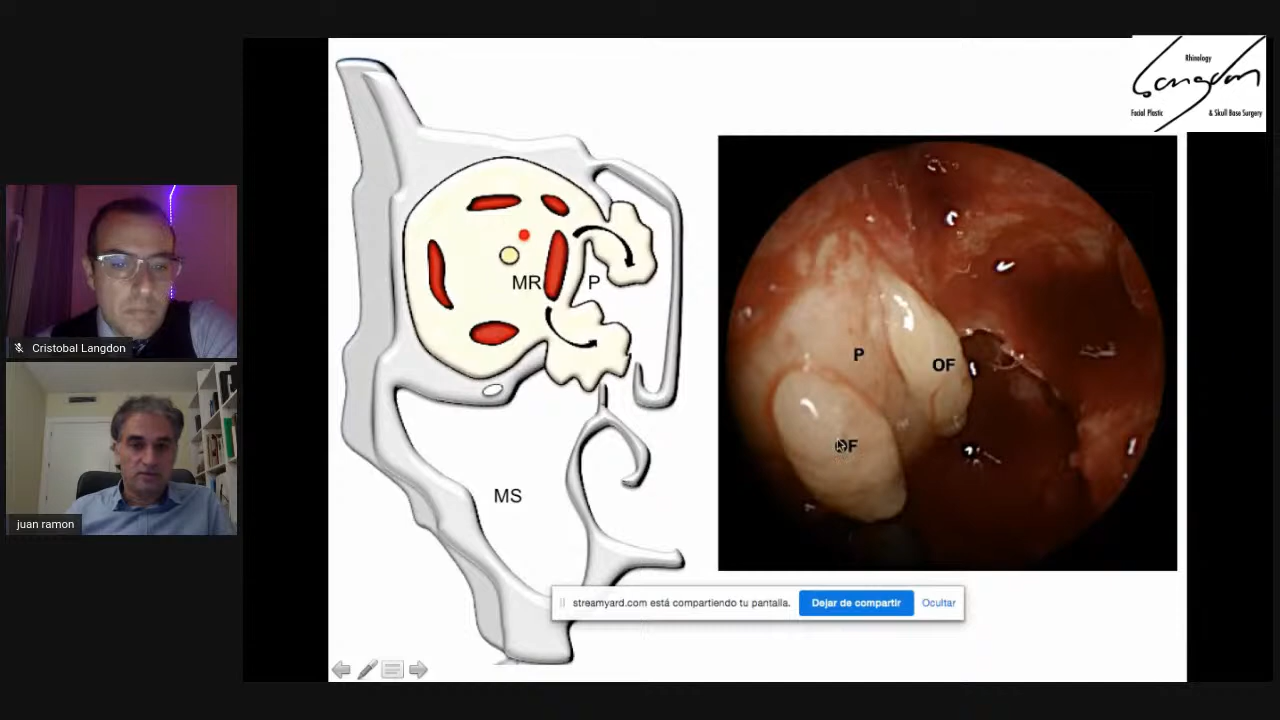 Rhinology
Langdon
Facial Plastic & Skull Base Surgery
MR
P
P
OF
OF
MS
Cristobal Langdon
juan ramon
streamyard.com está compartiendo tu pantalla. Dejar de compartir Ocultar